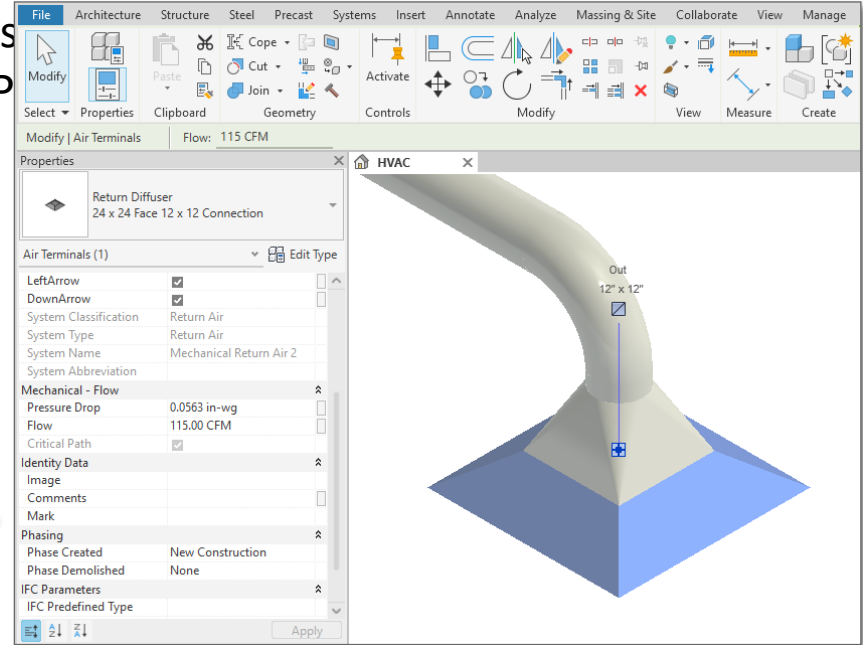 S
P
File Architecture Structure Steel Precast Systems Insert Annotate Analyze Massing & Site Collaborate View Manage
Modify
Paste
Cope
Cut
Join
Activate
Select Properties Clipboard Geometry Controls Modify View Measure Create
Modify | Air Terminals Flow: 115 CFM
Properties
HVAC
Return Diffuser
24 x 24 Face 12 x 12 Connection
Air Terminals (1) Edit Type
LeftArrow
DownArrow
System Classification Return Air
System Type Return Air
System Name Mechanical Return Air 2
System Abbreviation
Mechanical - Flow
Pressure Drop 0.0563 in-wg
Flow 115.00 CFM
Critical Path
Identity Data
Image
Comments
Mark
Phasing
Phase Created New Construction
Phase Demolished None
IFC Parameters
IFC Predefined Type
Apply
Out
12" x 12"